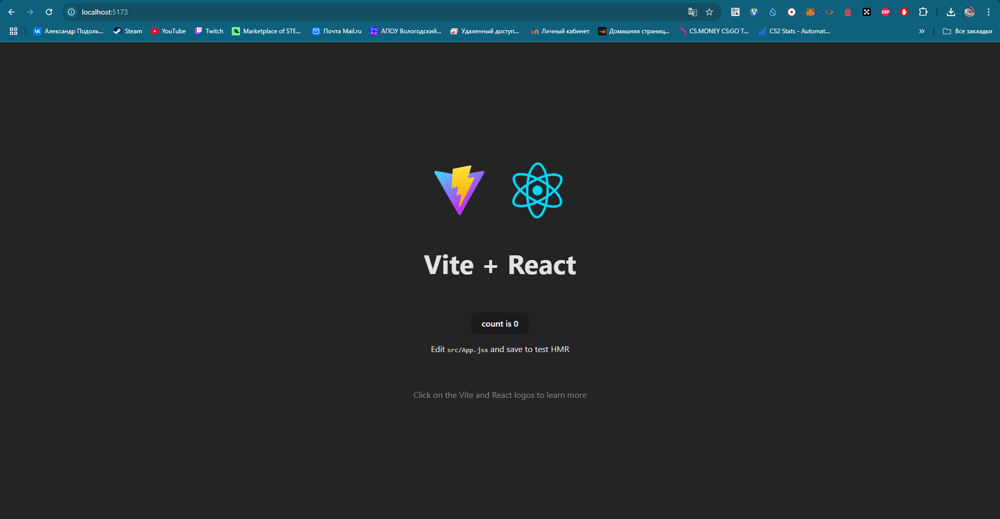 localhost:5173
Александр Подоль...
Steam
YouTube
Twitch
Marketplace of STE...
Почта Mail.ru
АПОУ Вологодский...
Удаленный доступ...
Личный кабинет
Домашняя страниц...
CS.MONEY CS:GO T...
CS2 Stats - Automat...
Все закладки
Vite + React
count is 0
Edit src/App.jsx and save to test HMR
Click on the Vite and React logos to learn more